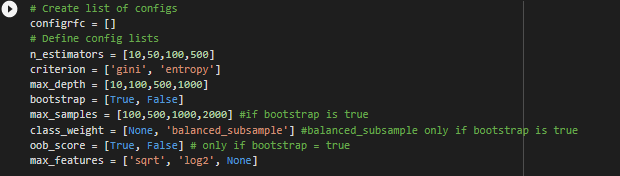 # Create list of configs
configrfc = []
# Define config lists
n_estimators = [10,50,100,500]
criterion = ['gini', 'entropy']
max_depth = [10,100,500,1000]
bootstrap = [True, False]
max_samples = [100,500,1000,2000] #if bootstrap is true
class_weight = [None, 'balanced_subsample'] #balanced_subsample only if bootstrap is true
oob_score = [True, False] # only if bootstrap = true
max_features = ['sqrt', 'log2', None]